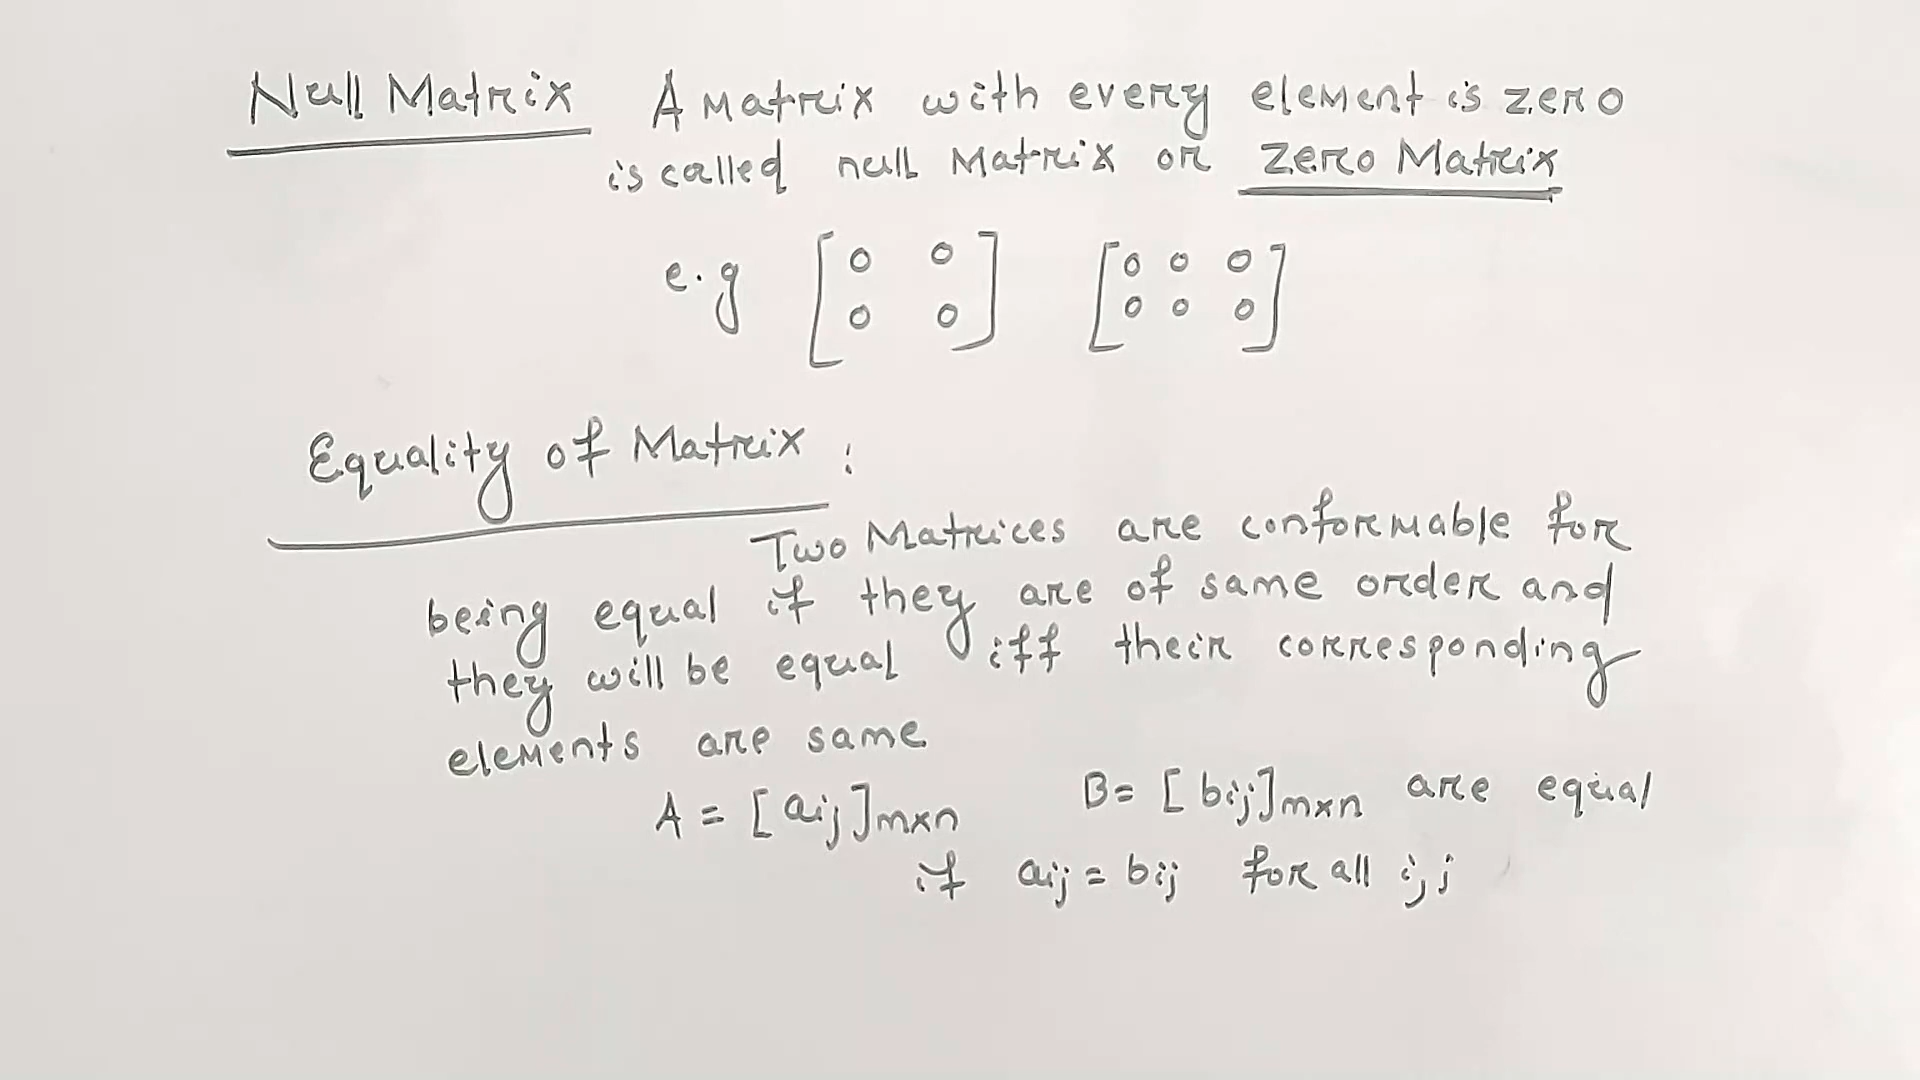 Null Matrix A Matrix with every element is zero
is called null Matrix or zero Matrix
e.g [ 0 0 ] [ 0 0 0 ]
[ 0 0 ] [ 0 0 0 ]
Equality of Matrix :
Two Matrices are conformable for
being equal if they are of same order and
they will be equal iff their corresponding
elements are same
A = [aij]mxn B= [bij]mxn are equal
if aij = bij for all i, j